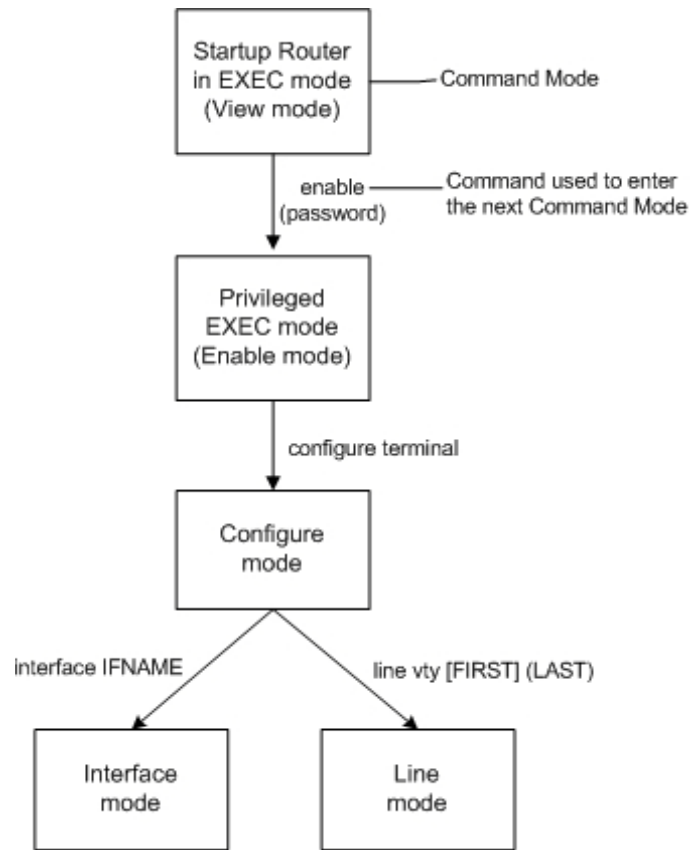 Startup Router
in EXEC mode
(View mode)
Command Mode
enable
(password)
Command used to enter
the next Command Mode
Privileged
EXEC mode
(Enable mode)
configure terminal
Configure
mode
interface IFNAME
line vty [FIRST] (LAST)
Interface
mode
Line
mode